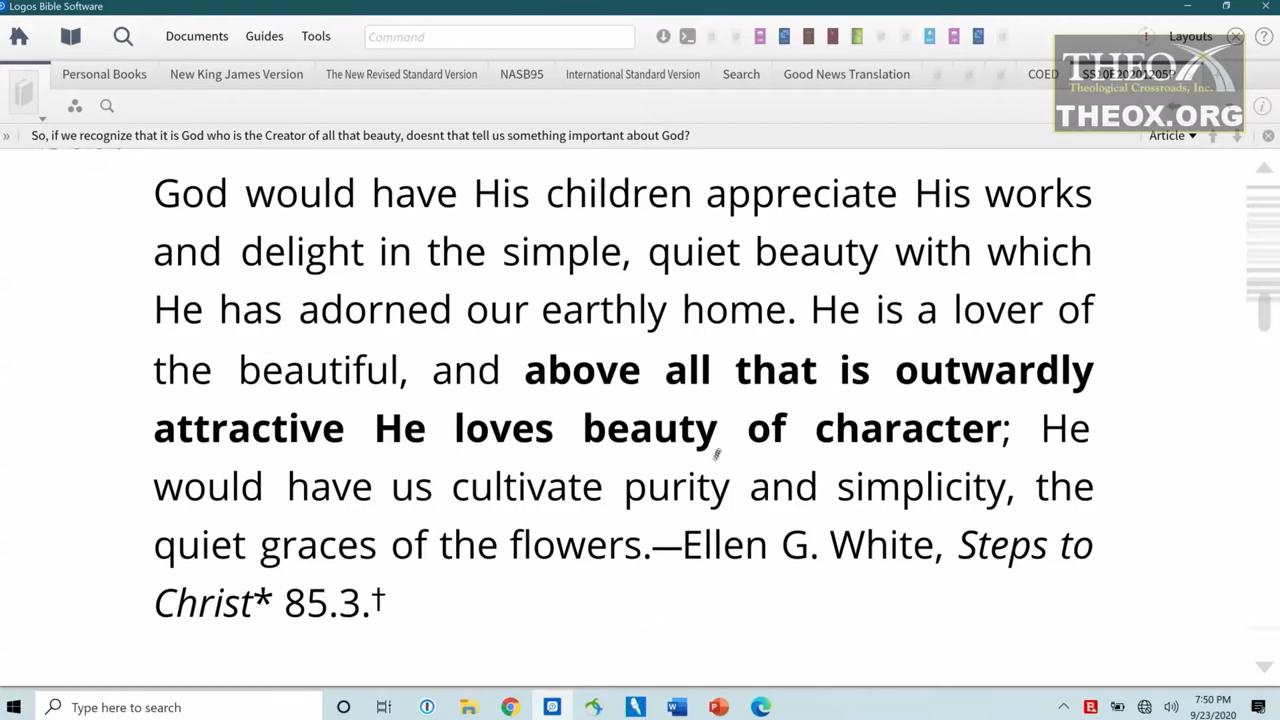 Logos Bible Software
Documents Guides Tools Command Layouts
Personal Books New King James Version The New Revised Standard Version NASB95 International Standard Version Search Good News Translation COED SS10E20201205P
THEOX
Theological Crossroads, Inc.
THEOX.ORG
» So, if we recognize that it is God who is the Creator of all that beauty, doesnt that tell us something important about God? Article
God would have His children appreciate His works
and delight in the simple, quiet beauty with which
He has adorned our earthly home. He is a lover of
the beautiful, and above all that is outwardly
attractive He loves beauty of character; He
would have us cultivate purity and simplicity, the
quiet graces of the flowers.—Ellen G. White, Steps to
Christ* 85.3.†
Type here to search
7:50 PM
9/23/2020